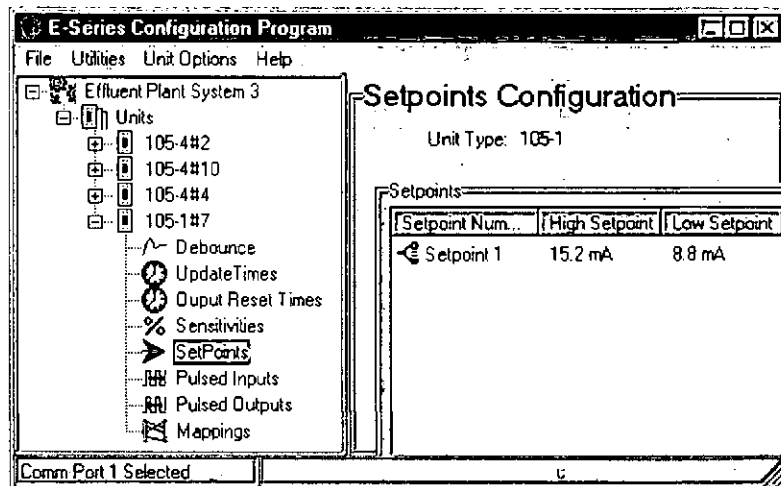 E-Series Configuration Program
File Utilities Unit Options Help
Effluent Plant System 3
Units
105-4#2
105-4#10
105-4#4
105-1#7
Debounce
UpdateTimes
Ouput Reset Times
Sensitivities
SetPoints
Pulsed Inputs
Pulsed Outputs
Mappings
Setpoints Configuration
Unit Type: 105-1
Setpoints
Setpoint Num... High Setpoint Low Setpoint
Setpoint 1 15.2 mA 8.8 mA
Comm Port 1 Selected